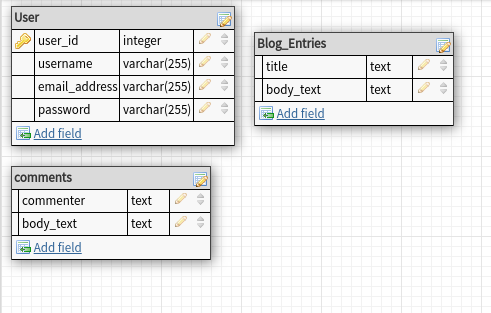 User
user_id integer
username varchar(255)
email_address varchar(255)
password varchar(255)
Add field
Blog_Entries
title text
body_text text
Add field
comments
commenter text
body_text text
Add field